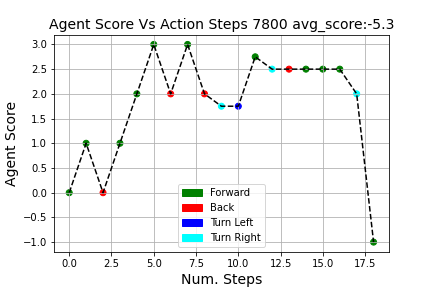 Agent Score Vs Action Steps 7800 avg_score:-5.3
3.0
2.5
2.0
1.5
1.0
0.5
0.0
−0.5
−1.0
Agent Score
Forward
Back
Turn Left
Turn Right
0.0 2.5 5.0 7.5 10.0 12.5 15.0 17.5
Num. Steps